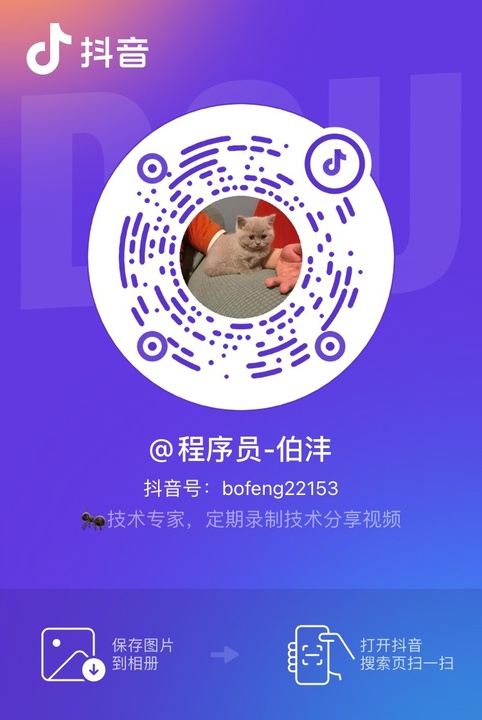 抖音
DOU
@程序员-伯沣
抖音号：bofeng22153
🐜技术专家，定期录制技术分享视频
保存图片
到相册
打开抖音
搜索页扫一扫